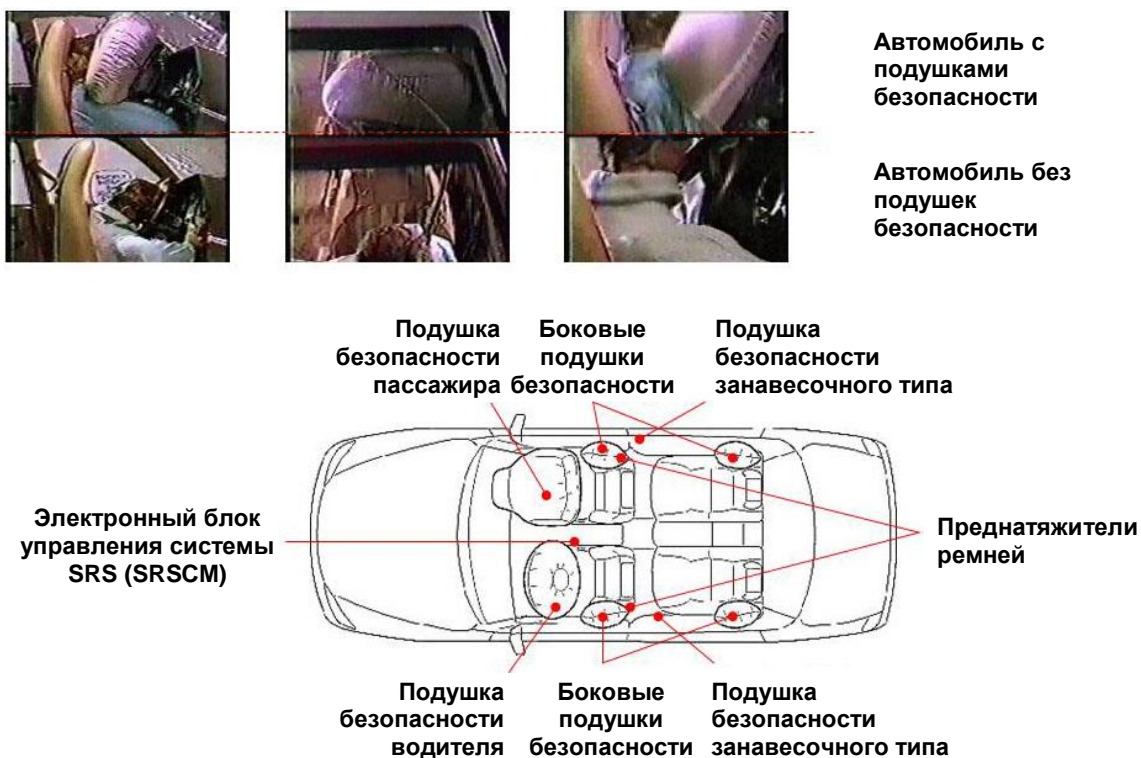 Автомобиль с
подушками
безопасности
Автомобиль без
подушек
безопасности
Подушка
безопасности
пассажира
Боковые
подушки
безопасности
Подушка
безопасности
занавесочного типа
Электронный блок
управления системы
SRS (SRSCM)
Преднатяжители
ремней
Подушка
безопасности
водителя
Боковые
подушки
безопасности
Подушка
безопасности
занавесочного типа